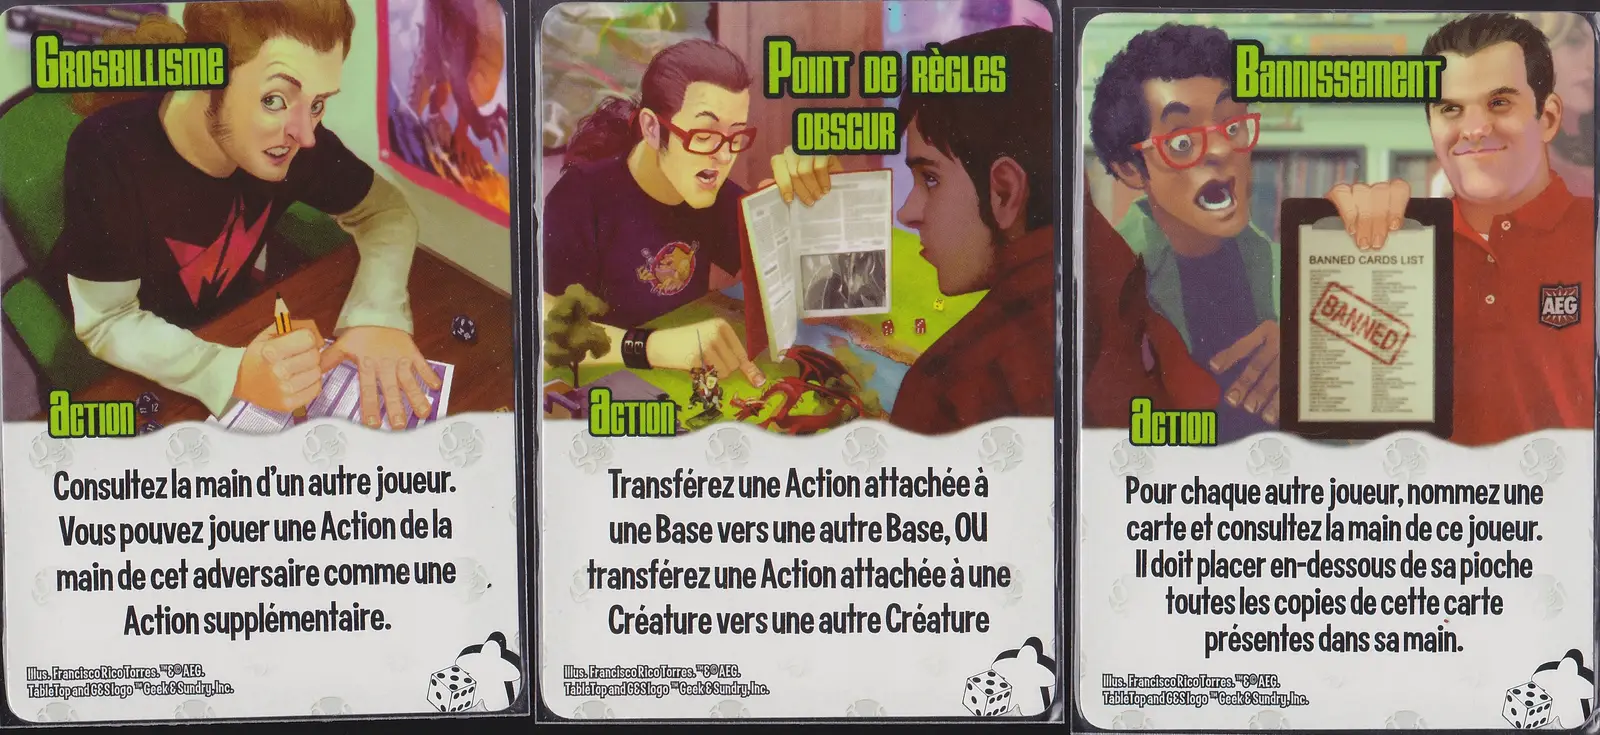 Grosbillisme
Action
Consultez la main d'un autre joueur.
Vous pouvez jouer une Action de la
main de cet adversaire comme une
Action supplémentaire.
Illus. Francisco Rico Torres. ™&©AEG.
TableTop and G&S logo ™ Geek & Sundry, Inc.
Point de règles
obscur
Action
Transférez une Action attachée à
une Base vers une autre Base, OU
transférez une Action attachée à une
Créature vers une autre Créature
Illus. Francisco Rico Torres. ™&©AEG.
TableTop and G&S logo ™ Geek & Sundry, Inc.
Bannissement
BANNED CARDS LIST
BANNED
AEG
Action
Pour chaque autre joueur, nommez une
carte et consultez la main de ce joueur.
Il doit placer en-dessous de sa pioche
toutes les copies de cette carte
présentes dans sa main.
Illus. Francisco Rico Torres. ™&©AEG.
TableTop and G&S logo ™ Geek & Sundry, Inc.